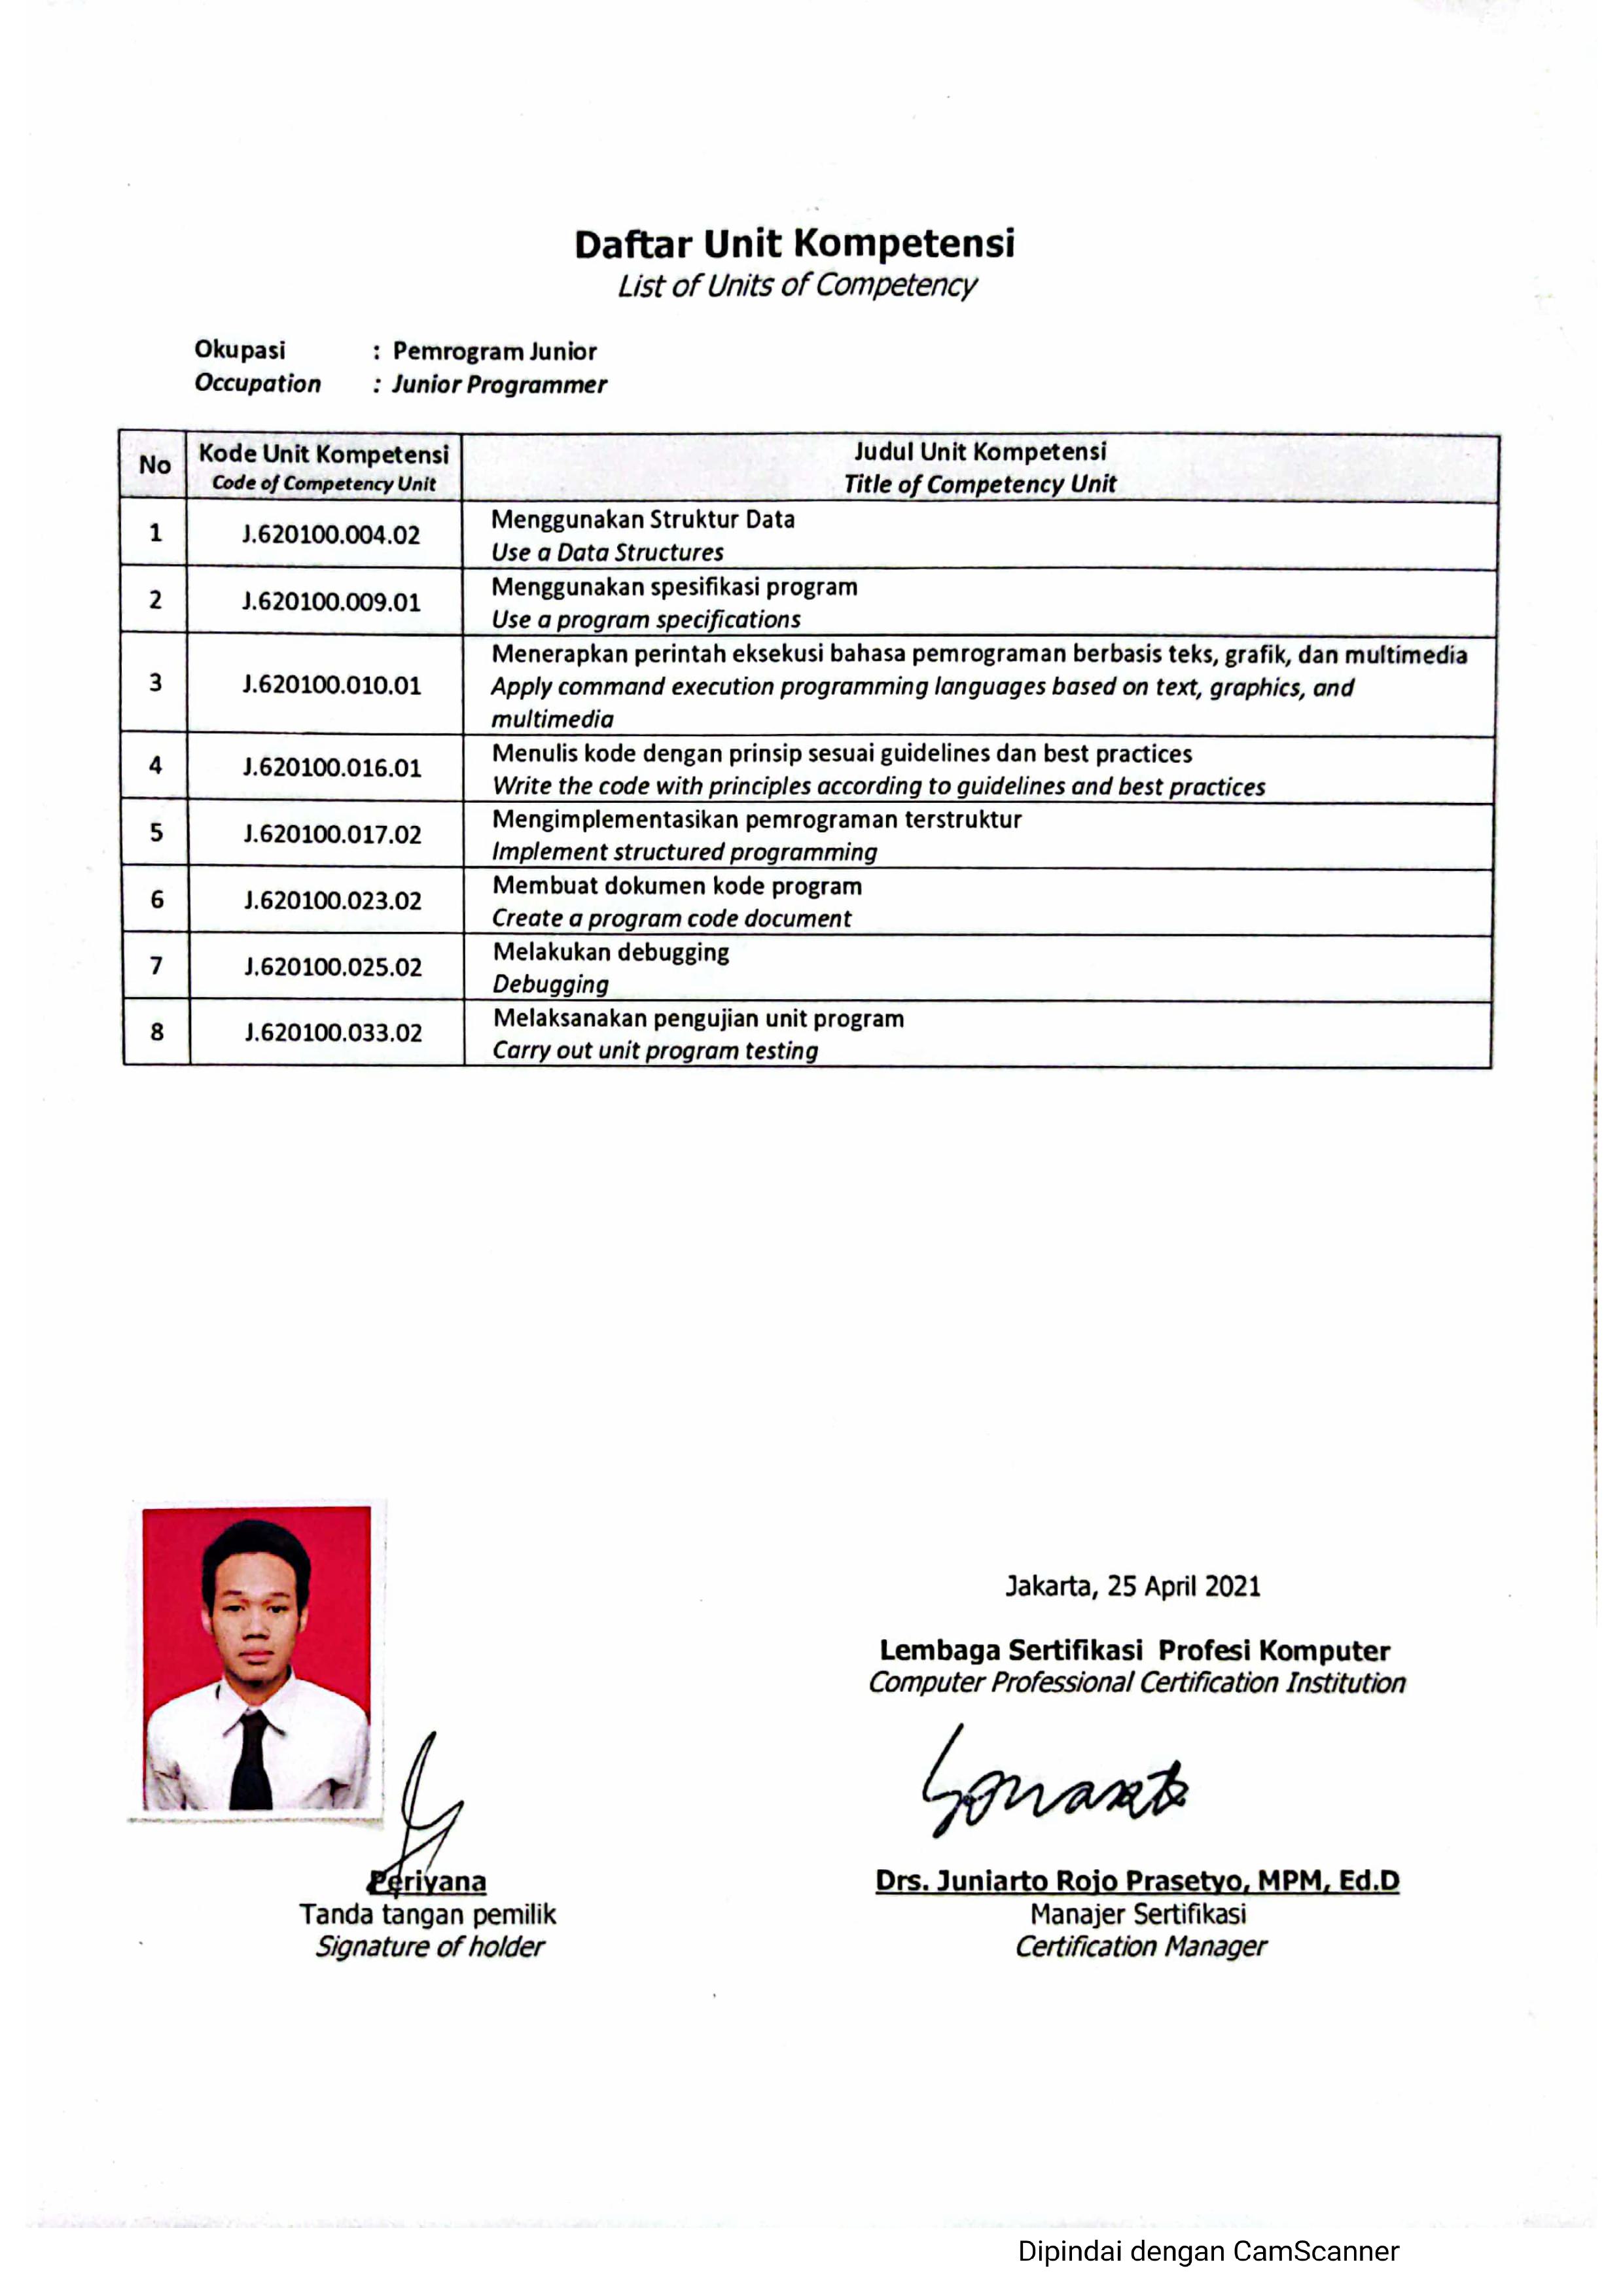 Daftar Unit Kompetensi
List of Units of Competency
Okupasi : Pemrogram Junior
Occupation : Junior Programmer
No Kode Unit Kompetensi Judul Unit Kompetensi
Code of Competency Unit Title of Competency Unit
1 J.620100.004.02 Menggunakan Struktur Data
Use a Data Structures
2 J.620100.009.01 Menggunakan spesifikasi program
Use a program specifications
3 J.620100.010.01 Menerapkan perintah eksekusi bahasa pemrograman berbasis teks, grafik, dan multimedia
Apply command execution programming languages based on text, graphics, and
multimedia
4 J.620100.016.01 Menulis kode dengan prinsip sesuai guidelines dan best practices
Write the code with principles according to guidelines and best practices
5 J.620100.017.02 Mengimplementasikan pemrograman terstruktur
Implement structured programming
6 J.620100.023.02 Membuat dokumen kode program
Create a program code document
7 J.620100.025.02 Melakukan debugging
Debugging
8 J.620100.033.02 Melaksanakan pengujian unit program
Carry out unit program testing
Jakarta, 25 April 2021
Lembaga Sertifikasi Profesi Komputer
Computer Professional Certification Institution
Periyana
Tanda tangan pemilik
Signature of holder
Drs. Juniarto Rojo Prasetyo, MPM, Ed.D
Manajer Sertifikasi
Certification Manager
Dipindai dengan CamScanner